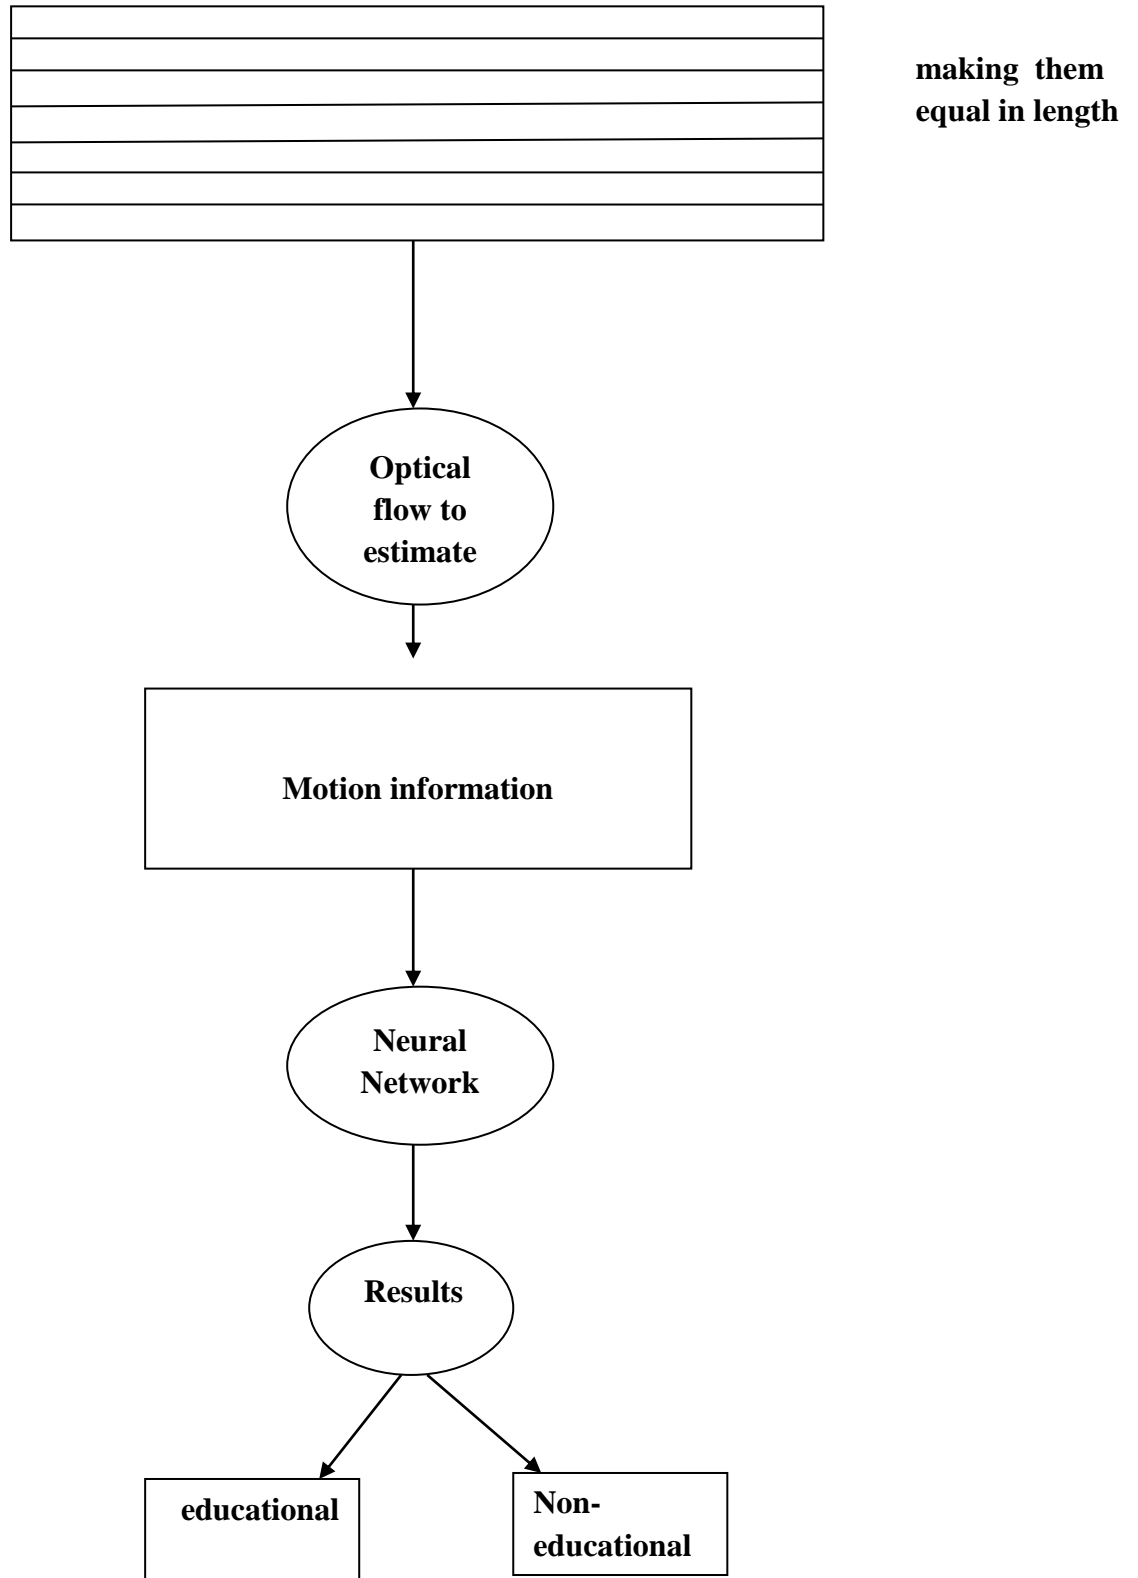 making them
equal in length
Optical
flow to
estimate
Motion information
Neural
Network
Results
educational
Non-
educational